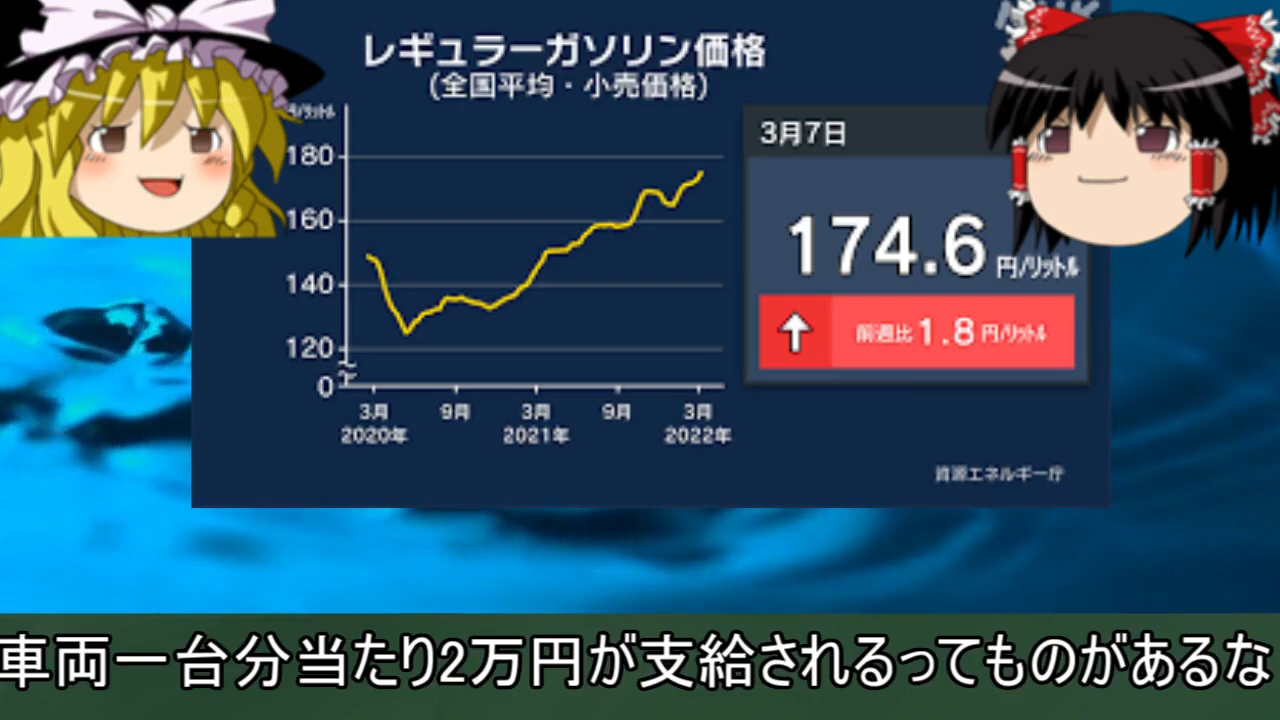 レギュラーガソリン価格
(全国平均・小売価格)
円/リットル
180
160
140
120
0
3月 9月 3月 9月 3月
2020年 2021年 2022年
3月7日
174.6 円/リットル
前週比 1.8 円/リットル
資源エネルギー庁
車両一台分当たり2万円が支給されるってものがあるな